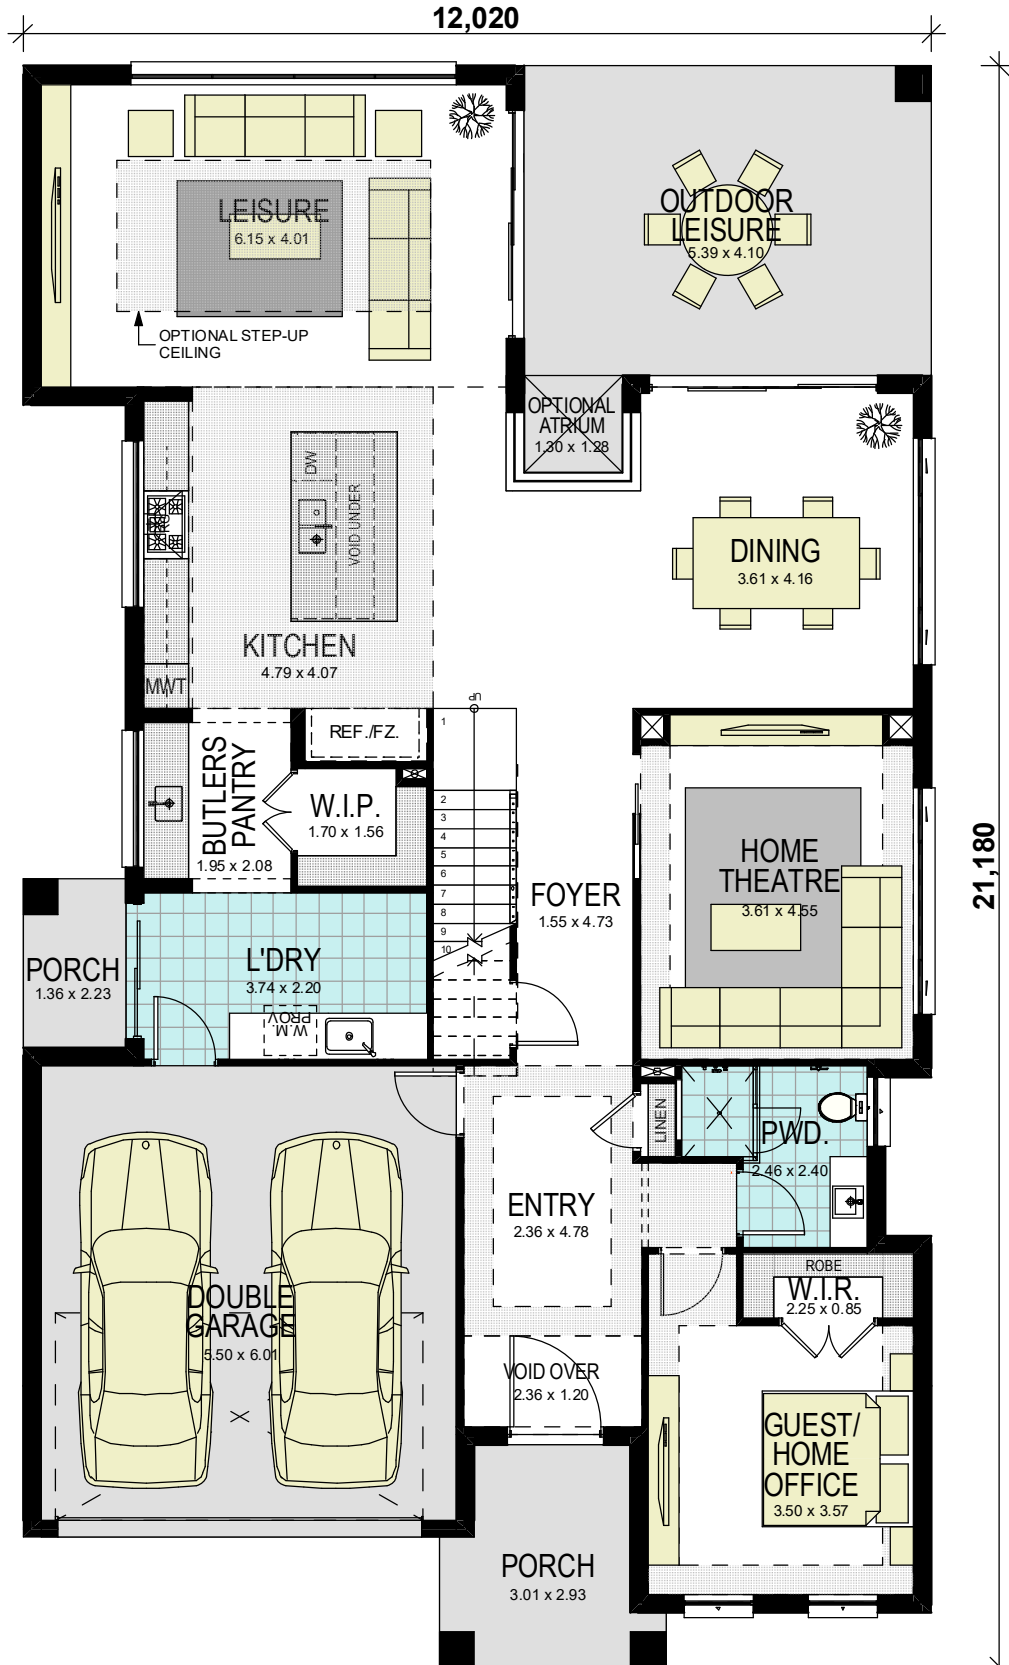 12,020
LEISURE
6.15 x 4.01
OPTIONAL STEP-UP
CEILING
OUTDOOR
LEISURE
5.39 x 4.10
OPTIONAL
ATRIUM
1.30 x 1.28
DW
VOID UNDER
DINING
3.61 x 4.16
KITCHEN
4.79 x 4.07
MWT
UP
1
2
3
4
5
6
7
8
9
10
REF./FZ.
BUTLERS
PANTRY
1.95 x 2.08
W.I.P.
1.70 x 1.56
HOME
THEATRE
3.61 x 4.55
21,180
FOYER
1.55 x 4.73
PORCH
1.36 x 2.23
L'DRY
3.74 x 2.20
W.M.
PROV
LINEN
PWD.
2.46 x 2.40
ENTRY
2.36 x 4.78
ROBE
W.I.R.
2.25 x 0.85
DOUBLE
GARAGE
5.50 x 6.01
VOID OVER
2.36 x 1.20
GUEST/
HOME
OFFICE
3.50 x 3.57
PORCH
3.01 x 2.93